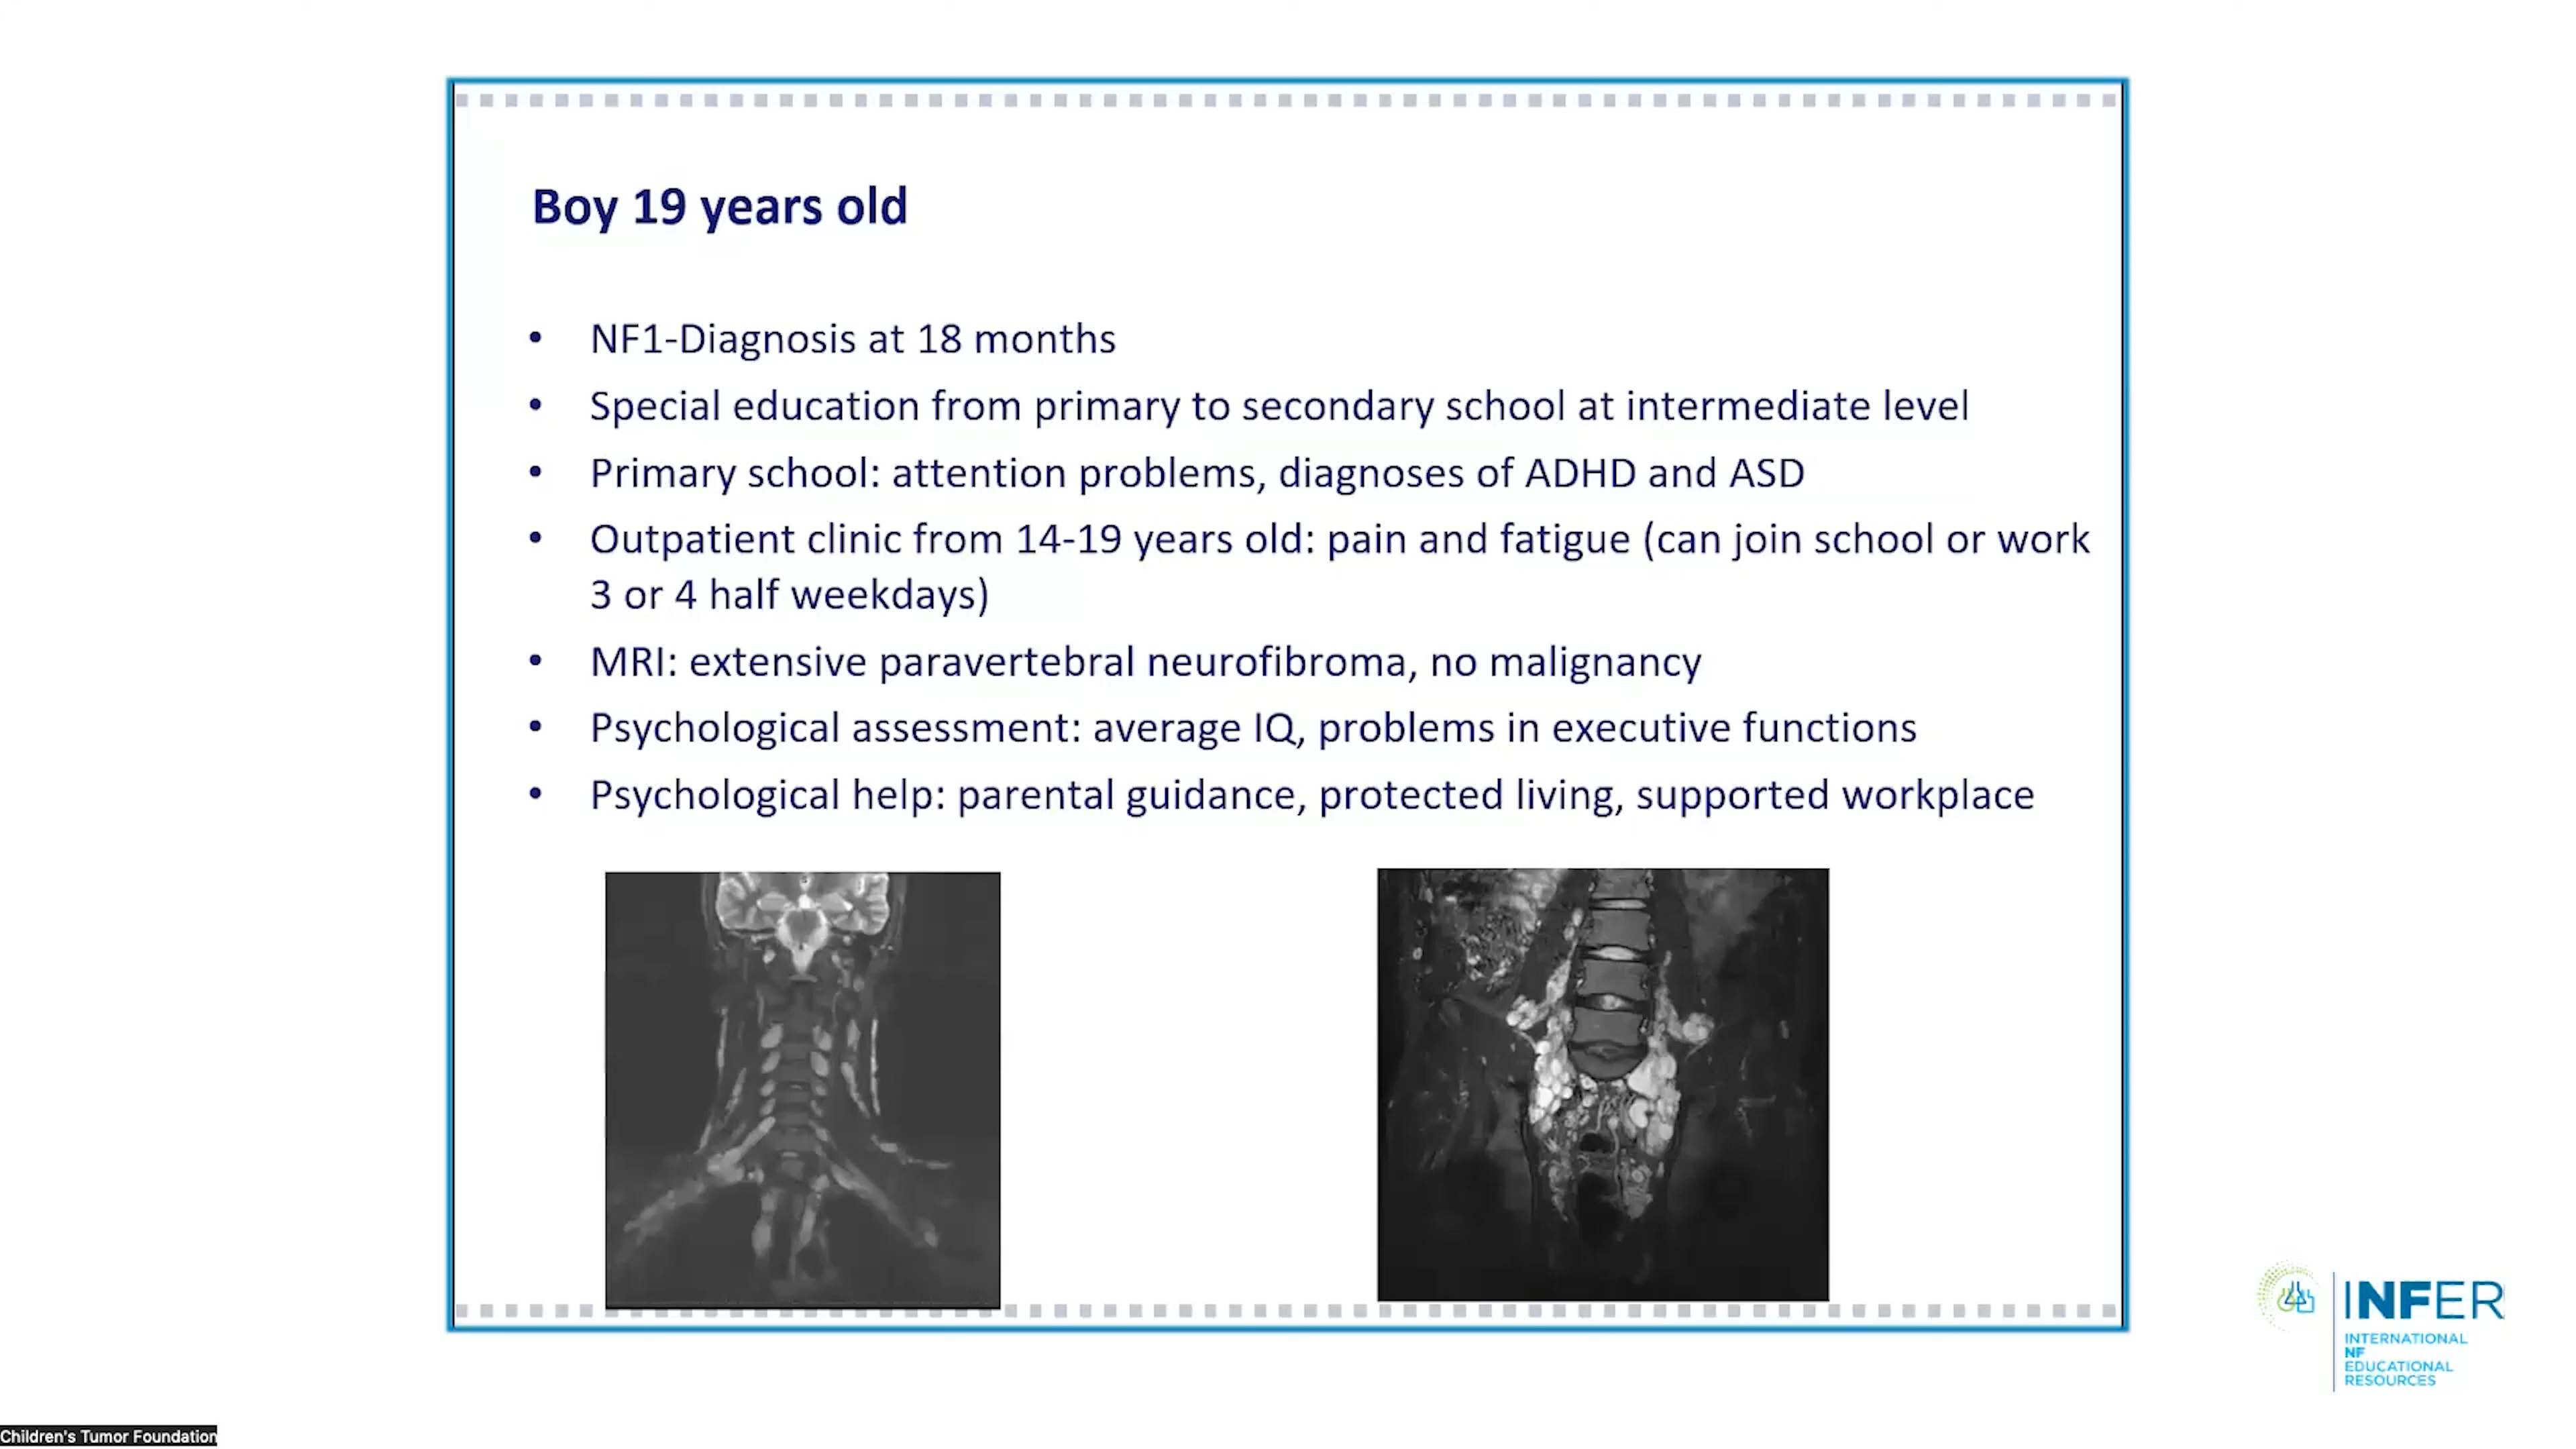 Boy 19 years old
• NF1-Diagnosis at 18 months
• Special education from primary to secondary school at intermediate level
• Primary school: attention problems, diagnoses of ADHD and ASD
• Outpatient clinic from 14-19 years old: pain and fatigue (can join school or work
3 or 4 half weekdays)
• MRI: extensive paravertebral neurofibroma, no malignancy
• Psychological assessment: average IQ, problems in executive functions
• Psychological help: parental guidance, protected living, supported workplace
INFER
INTERNATIONAL
NF
EDUCATIONAL
RESOURCES
Children's Tumor Foundation